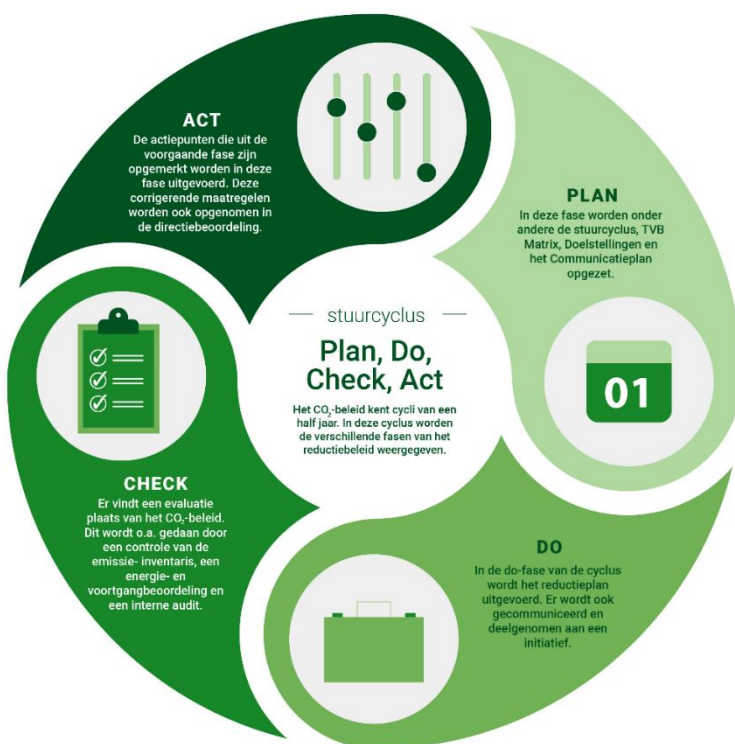 stuurcyclus
Plan, Do,
Check, Act
Het CO₂-beleid kent cycli van een
half jaar. In deze cyclus worden
de verschillende fasen van het
reductiebeleid weergegeven.
PLAN
In deze fase worden onder
andere de stuurcyclus, TVB
Matrix, Doelstellingen en
het Communicatieplan
opgezet.
01
DO
In de do-fase van de cyclus
wordt het reductieplan
uitgevoerd. Er wordt ook
gecommuniceerd en
deelgenomen aan een
initiatief.
CHECK
Er vindt een evaluatie
plaats van het CO₂-beleid.
Dit wordt o.a. gedaan door
een controle van de
emissie- inventaris, een
energie- en
voortgangbeoordeling en
een interne audit.
ACT
De actiepunten die uit de
voorgaande fase zijn
opgemerkt worden in deze
fase uitgevoerd. Deze
corrigerende maatregelen
worden ook opgenomen in
de directiebeoordeling.